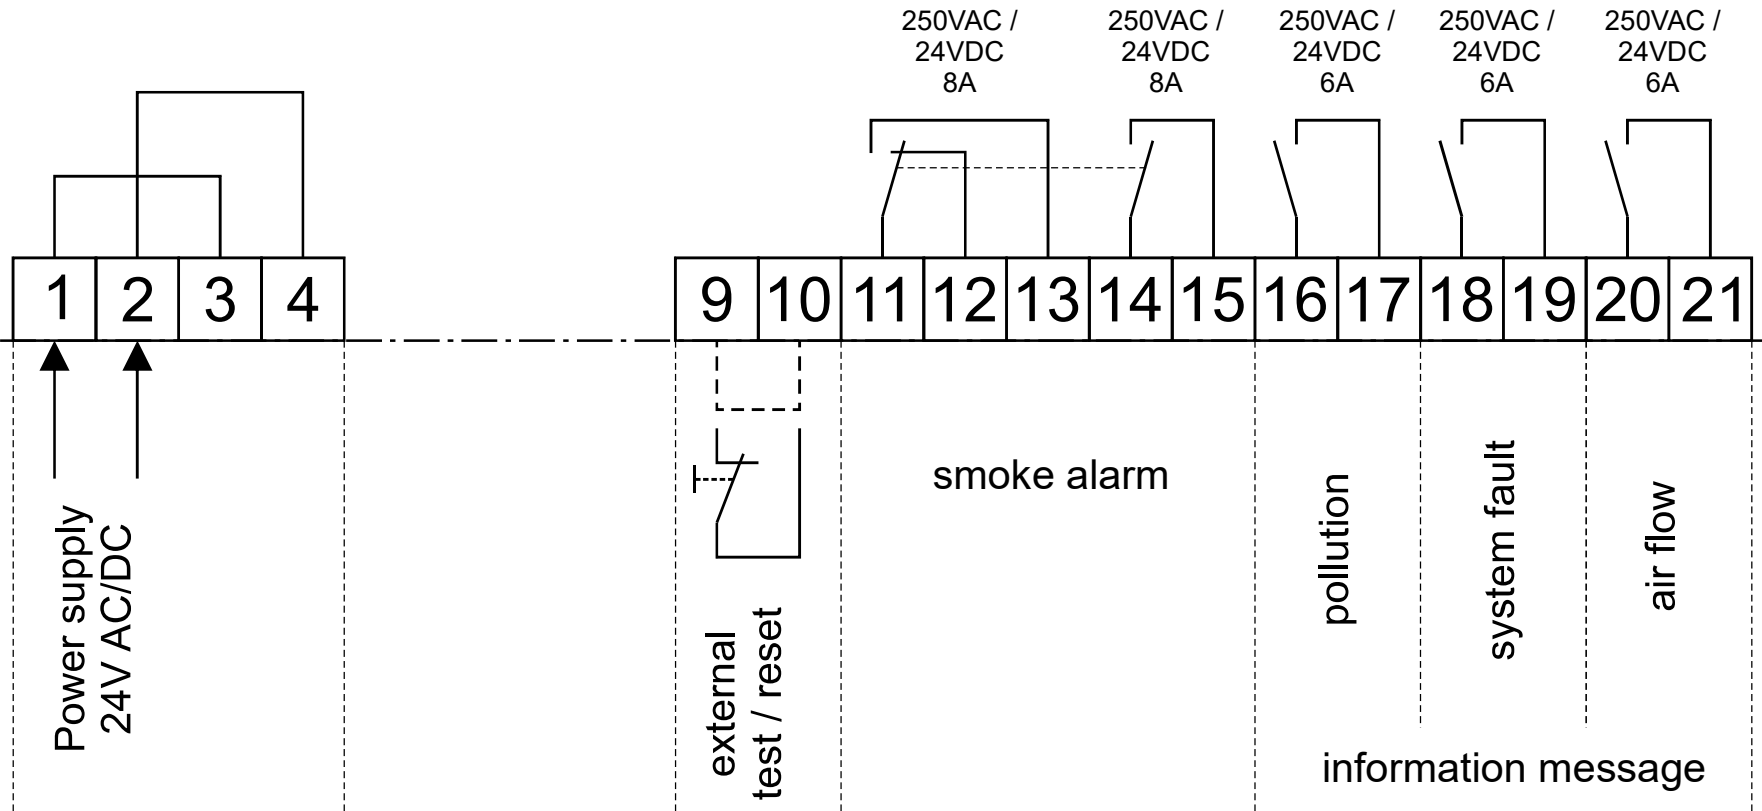 250VAC /
24VDC
8A
250VAC /
24VDC
8A
250VAC /
24VDC
6A
250VAC /
24VDC
6A
250VAC /
24VDC
6A
1 2 3 4
9 10 11 12 13 14 15 16 17 18 19 20 21
Power supply
24V AC/DC
external
test / reset
smoke alarm
pollution
system fault
air flow
information message